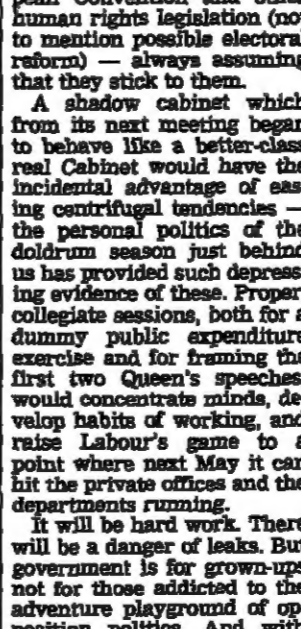 human rights legislation (no
to mention possible electora
reform) — always assuming
that they stick to them.
A shadow cabinet which
from its next meeting began
to behave like a better-class
real Cabinet would have the
incidental advantage of eas
ing centrifugal tendencies —
the personal politics of the
doldrum season just behind
us has provided such depress
ing evidence of these. Proper
collegiate sessions, both for a
dummy public expenditure
exercise and for framing the
first two Queen's speeches,
would concentrate minds, de
velop habits of working, and
raise Labour's game to a
point where next May it can
hit the private offices and the
departments running.
It will be hard work. There
will be a danger of leaks. But
government is for grown-ups
not for those addicted to the
adventure playground of op
position politics. And with